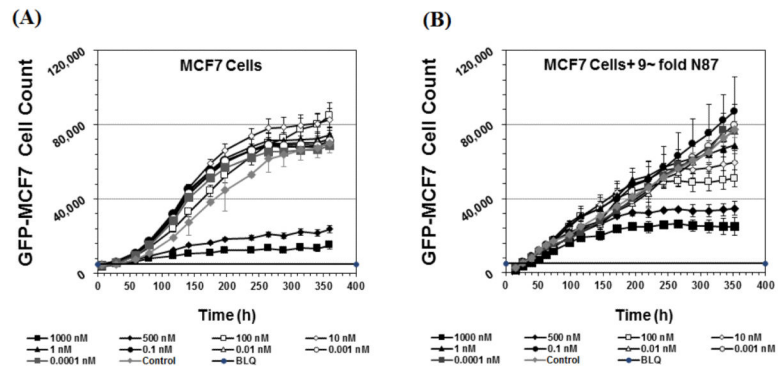 (A)
MCF7 Cells
GFP-MCF7 Cell Count
120,000
80,000
40,000
0
0 50 100 150 200 250 300 350 400
Time (h)
1000 nM 500 nM 100 nM 10 nM
1 nM 0.1 nM 0.01 nM 0.001 nM
0.0001 nM Control BLQ
(B)
MCF7 Cells+ 9~ fold N87
GFP-MCF7 Cell Count
120,000
80,000
40,000
0
0 50 100 150 200 250 300 350 400
Time (h)
1000 nM 500 nM 100 nM 10 nM
1 nM 0.1 nM 0.01 nM 0.001 nM
0.0001 nM Control BLQ